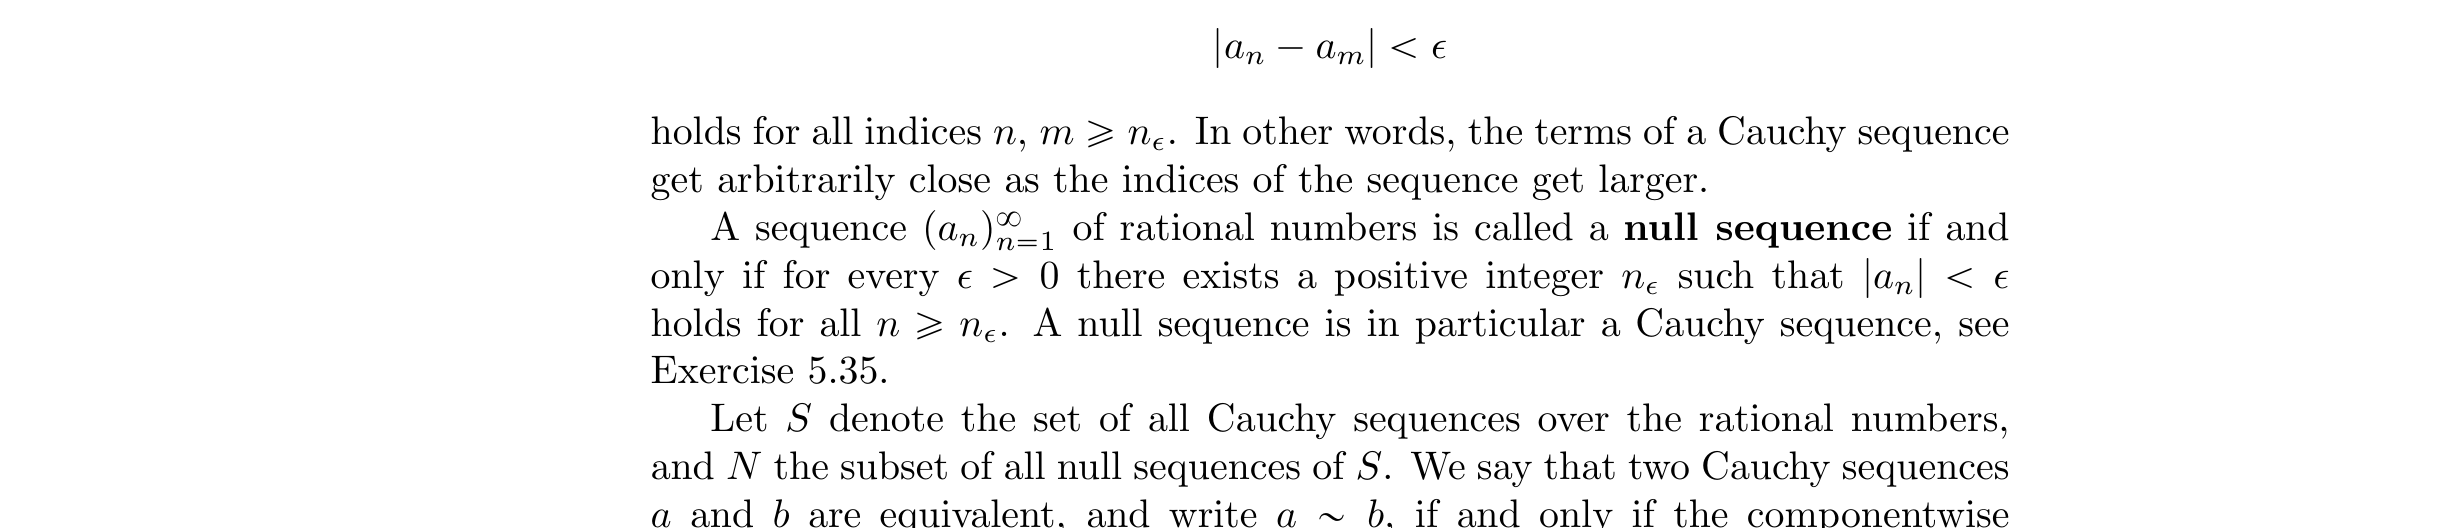 |aₙ − aₘ| < ϵ
holds for all indices n, m ⩾ n_ϵ. In other words, the terms of a Cauchy sequence
get arbitrarily close as the indices of the sequence get larger.
A sequence (aₙ)_{n=1}^∞ of rational numbers is called a null sequence if and
only if for every ϵ > 0 there exists a positive integer n_ϵ such that |aₙ| < ϵ
holds for all n ⩾ n_ϵ. A null sequence is in particular a Cauchy sequence, see
Exercise 5.35.
Let S denote the set of all Cauchy sequences over the rational numbers,
and N the subset of all null sequences of S. We say that two Cauchy sequences
a and b are equivalent, and write a ∼ b, if and only if the componentwise